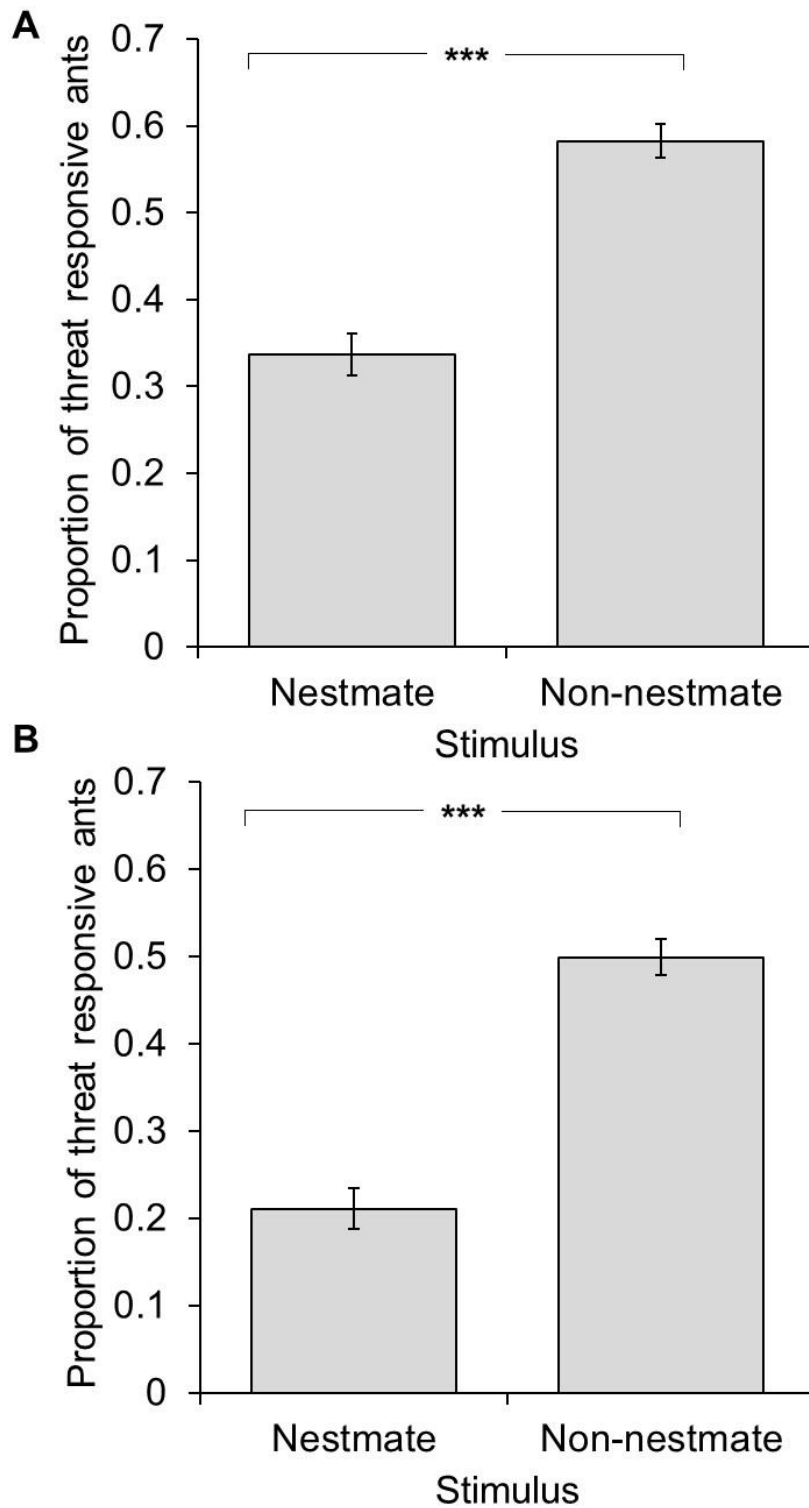 A
Proportion of threat responsive ants
0.7
0.6
0.5
0.4
0.3
0.2
0.1
0
***
Nestmate
Non-nestmate
Stimulus
B
Proportion of threat responsive ants
0.7
0.6
0.5
0.4
0.3
0.2
0.1
0
***
Nestmate
Non-nestmate
Stimulus